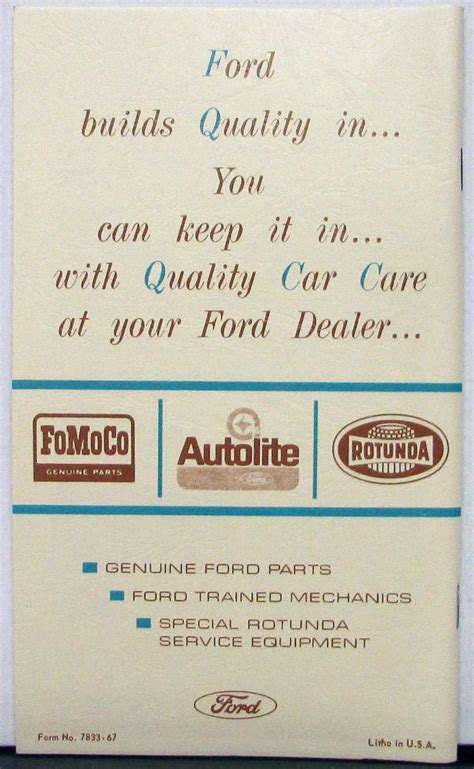 Ford
builds Quality in...
You
can keep it in...
with Quality Car Care
at your Ford Dealer...
FoMoCo
GENUINE PARTS
Autolite
Ford
ROTUNDA
GENUINE FORD PARTS
FORD TRAINED MECHANICS
SPECIAL ROTUNDA
SERVICE EQUIPMENT
Ford
Form No. 7833-67
Litho in U.S.A.